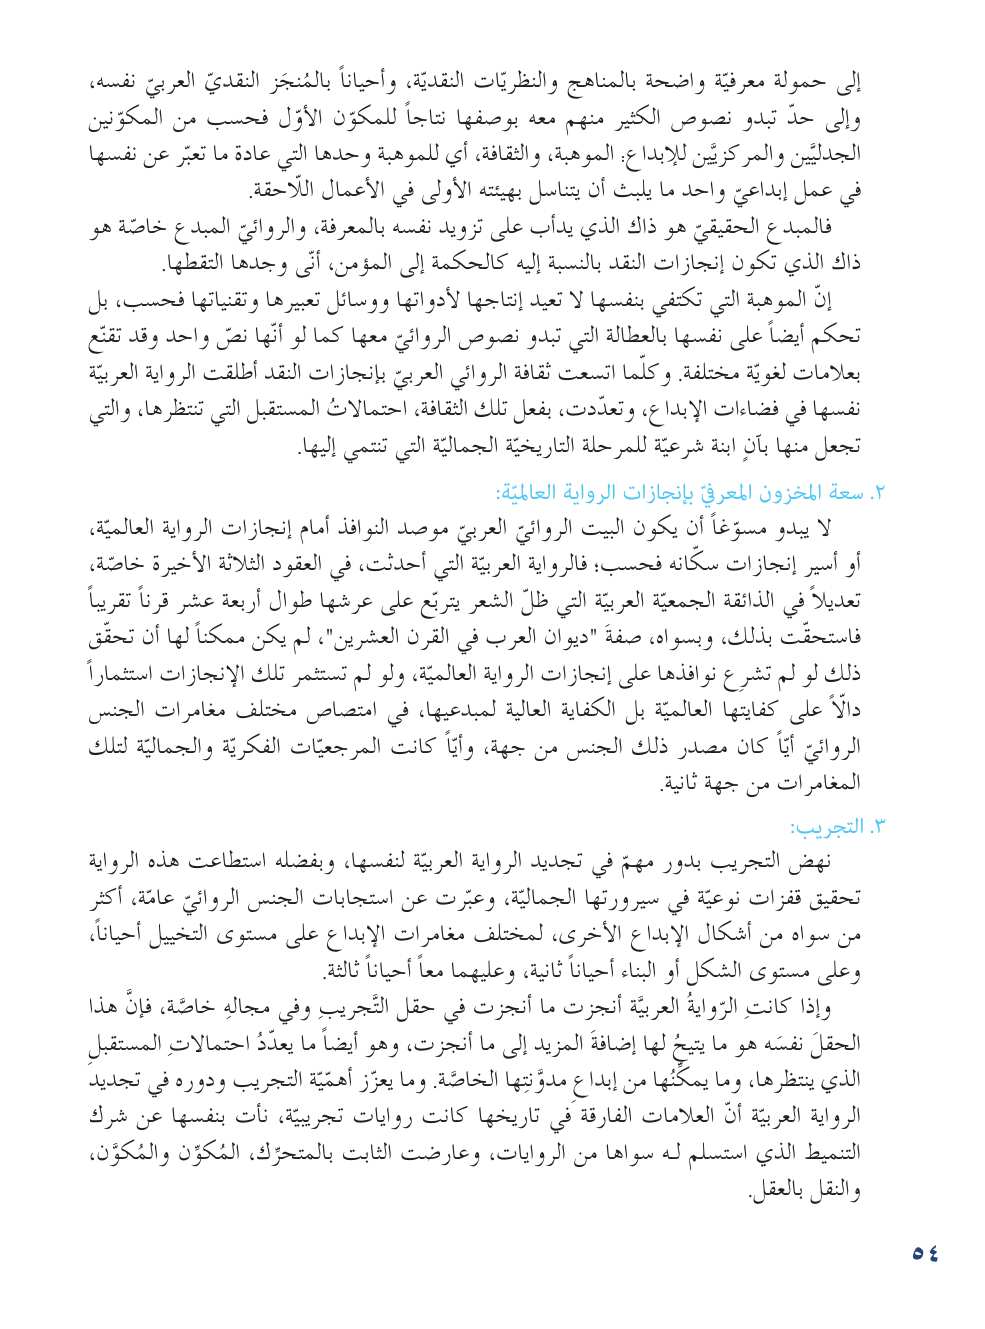 إلى حمولة معرفيّة واضحة بالمناهج والنظريّات النقديّة، وأحياناً بالمُنجَز النقديّ العربيّ نفسه،
وإلى حدّ تبدو نصوص الكثير منهم معه بوصفها نتاجاً للمكوّن الأوّل فحسب من المكوّنين
الجدليَّين والمركزيَّين للإبداع: الموهبة، والثقافة، أي للموهبة وحدها التي عادة ما تعبّر عن نفسها
في عمل إبداعيّ واحد ما يلبث أن يتناسل بهيئته الأولى في الأعمال اللّاحقة.
فالمبدع الحقيقيّ هو ذاك الذي يدأب على تزويد نفسه بالمعرفة، والروائيّ المبدع خاصّة هو
ذاك الذي تكون إنجازات النقد بالنسبة إليه كالحكمة إلى المؤمن، أنّى وجدها التقطها.
إنّ الموهبة التي تكتفي بنفسها لا تعيد إنتاجها لأدواتها ووسائل تعبيرها وتقنياتها فحسب، بل
تحكم أيضاً على نفسها بالعطالة التي تبدو نصوص الروائيّ معها كما لو أنّها نصّ واحد وقد تقنّع
بعلامات لغويّة مختلفة. وكلّما اتسعت ثقافة الروائي العربيّ بإنجازات النقد أطلقت الرواية العربيّة
نفسها في فضاءات الإبداع، وتعدّدت، بفعل تلك الثقافة، احتمالاتُ المستقبل التي تنتظرها، والتي
تجعل منها بآنٍ ابنة شرعيّة للمرحلة التاريخيّة الجماليّة التي تنتمي إليها.
٢. سعة المخزون المعرفيّ بإنجازات الرواية العالميّة:
لا يبدو مسوّغاً أن يكون البيت الروائيّ العربيّ موصد النوافذ أمام إنجازات الرواية العالميّة،
أو أسير إنجازات سكّانه فحسب؛ فالرواية العربيّة التي أحدثت، في العقود الثلاثة الأخيرة خاصّة،
تعديلاً في الذائقة الجمعيّة العربيّة التي ظلّ الشعر يتربّع على عرشها طوال أربعة عشر قرناً تقريباً
فاستحقّت بذلك، وبسواه، صفةَ "ديوان العرب في القرن العشرين"، لم يكن ممكناً لها أن تحقّق
ذلك لو لم تشرِع نوافذها على إنجازات الرواية العالميّة، ولو لم تستثمر تلك الإنجازات استثماراً
دالّاً على كفايتها العالميّة بل الكفاية العالية لمبدعيها، في امتصاص مختلف مغامرات الجنس
الروائيّ أيّاً كان مصدر ذلك الجنس من جهة، وأيّاً كانت المرجعيّات الفكريّة والجماليّة لتلك
المغامرات من جهة ثانية.
٣. التجريب:
نهض التجريب بدور مهمّ في تجديد الرواية العربيّة لنفسها، وبفضله استطاعت هذه الرواية
تحقيق قفزات نوعيّة في سيرورتها الجماليّة، وعبّرت عن استجابات الجنس الروائيّ عامّة، أكثر
من سواه من أشكال الإبداع الأخرى، لمختلف مغامرات الإبداع على مستوى التخييل أحياناً،
وعلى مستوى الشكل أو البناء أحياناً ثانية، وعليهما معاً أحياناً ثالثة.
وإذا كانتِ الرّوايةُ العربيَّة أنجزت ما أنجزت في حقل التَّجريبِ وفي مجالهِ خاصَّة، فإنَّ هذا
الحقلَ نفسَه هو ما يتيحُ لها إضافةَ المزيد إلى ما أنجزت، وهو أيضاً ما يعدّدُ احتمالاتِ المستقبلِ
الذي ينتظرها، وما يمكِّنُها من إبداعِ مدوَّنتِها الخاصَّة. وما يعزّز أهمّيّة التجريب ودوره في تجديد
الرواية العربيّة أنّ العلامات الفارقة في تاريخها كانت روايات تجريبيّة، نأت بنفسها عن شرك
التنميط الذي استسلم لـه سواها من الروايات، وعارضت الثابت بالمتحرّك، المُكوِّن والمُكوَّن،
والنقل بالعقل.
٥٤